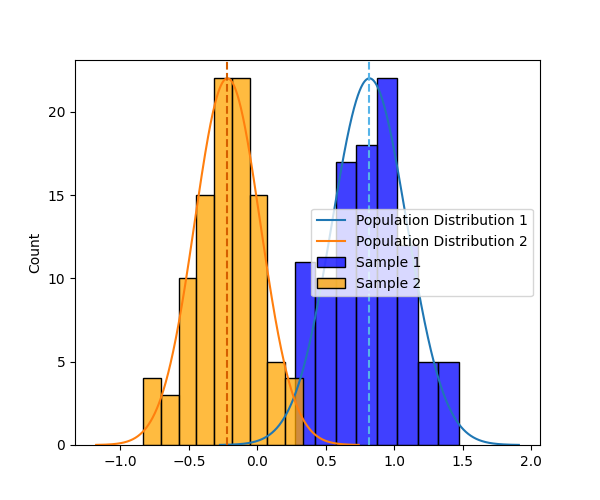 Count
20
15
10
5
0
Population Distribution 1
Population Distribution 2
Sample 1
Sample 2
−1.0 −0.5 0.0 0.5 1.0 1.5 2.0